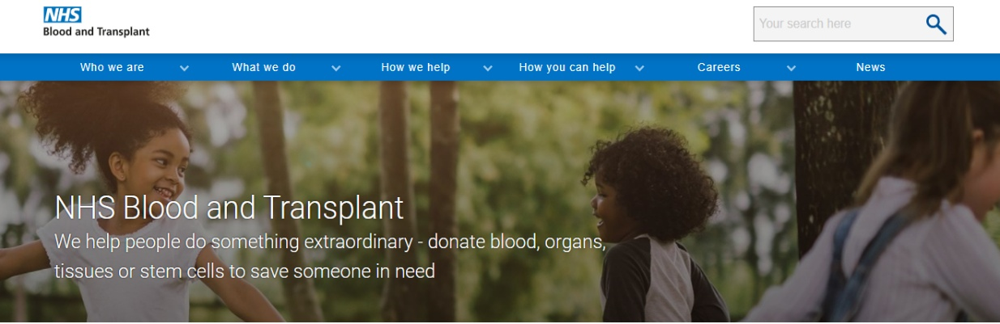 NHS
Blood and Transplant
Your search here
Who we are
What we do
How we help
How you can help
Careers
News
NHS Blood and Transplant
We help people do something extraordinary - donate blood, organs,
tissues or stem cells to save someone in need